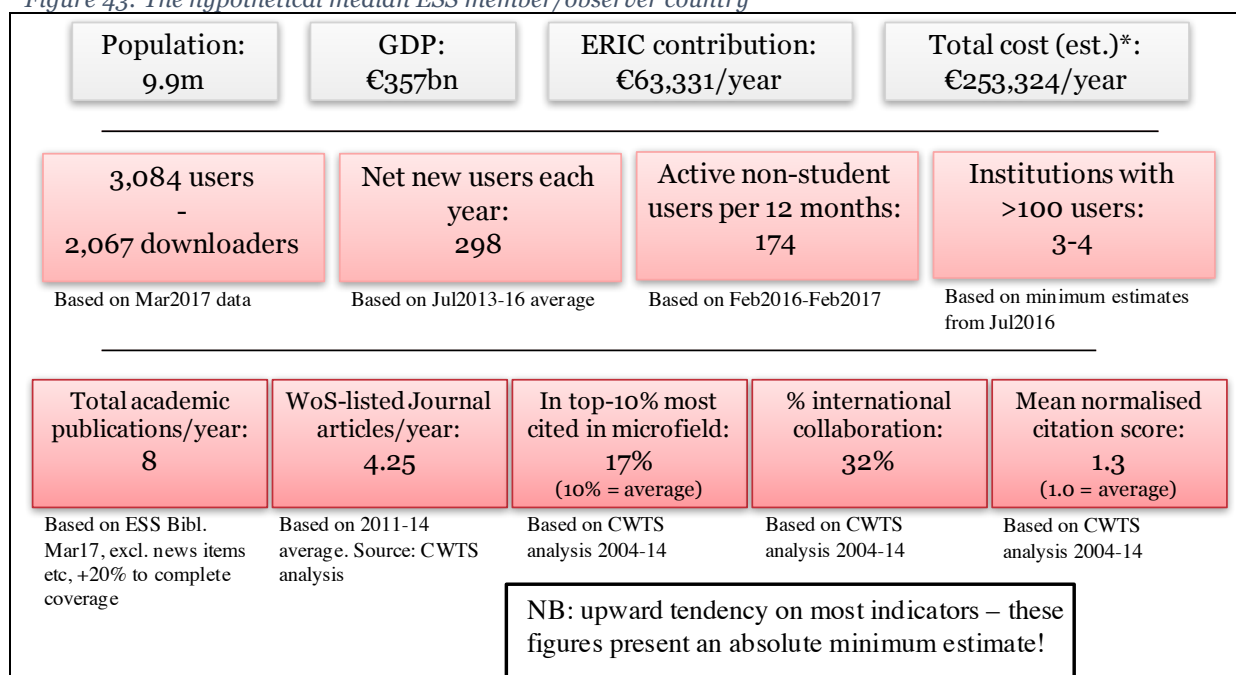 Figure 43: The hypothetical median ESS member/observer country
Population:
9.9m
GDP:
€357bn
ERIC contribution:
€63,331/year
Total cost (est.)*:
€253,324/year
3,084 users
-
2,067 downloaders
Based on Mar2017 data
Net new users each
year:
298
Based on Jul2013-16 average
Active non-student
users per 12 months:
174
Based on Feb2016-Feb2017
Institutions with
>100 users:
3-4
Based on minimum estimates
from Jul2016
Total academic
publications/year:
8
Based on ESS Bibl.
Mar17, excl. news items
etc, +20% to complete
coverage
WoS-listed Journal
articles/year:
4.25
Based on 2011-14
average. Source: CWTS
analysis
In top-10% most
cited in microfield:
17%
(10% = average)
Based on CWTS
analysis 2004-14
% international
collaboration:
32%
Based on CWTS
analysis 2004-14
Mean normalised
citation score:
1.3
(1.0 = average)
Based on CWTS
analysis 2004-14
NB: upward tendency on most indicators – these
figures present an absolute minimum estimate!